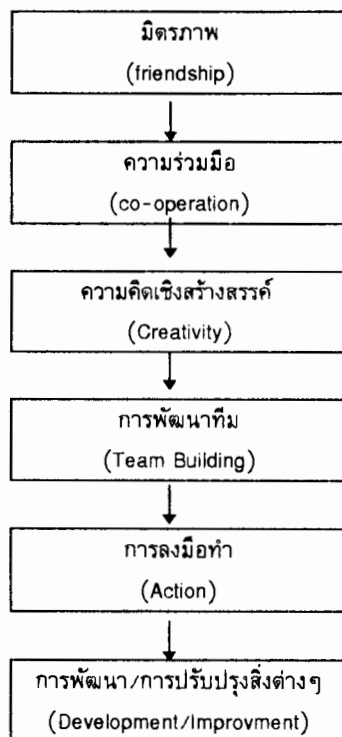 มิตรภาพ
(friendship)
ความร่วมมือ
(co-operation)
ความคิดเชิงสร้างสรรค์
(Creativity)
การพัฒนาทีม
(Team Building)
การลงมือทำ
(Action)
การพัฒนา/การปรับปรุงสิ่งต่างๆ
(Development/Improvment)